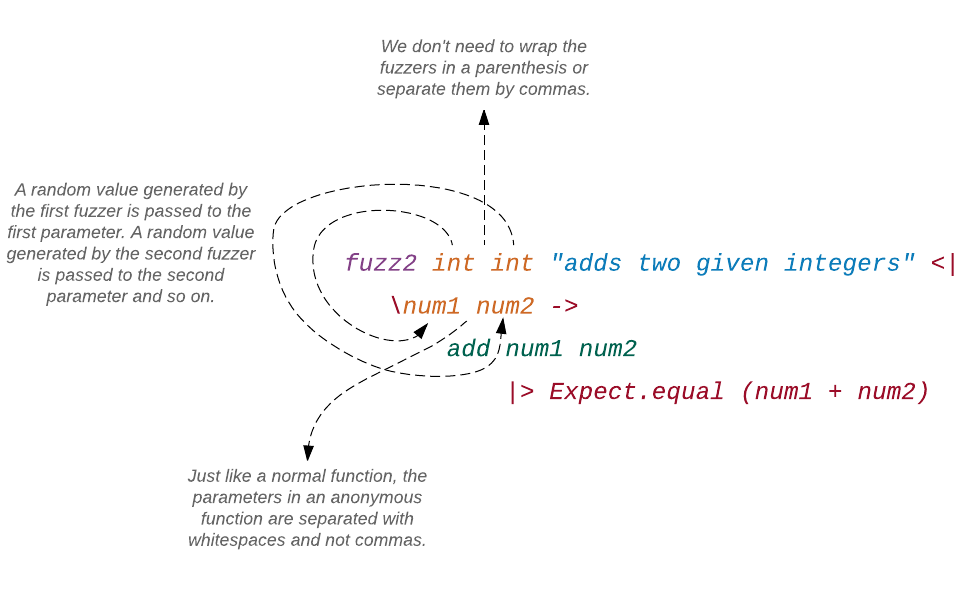 We don't need to wrap the
fuzzers in a parenthesis or
separate them by commas.
A random value generated by
the first fuzzer is passed to the
first parameter. A random value
generated by the second fuzzer
is passed to the second
parameter and so on.
fuzz2 int int "adds two given integers" <|
\num1 num2 ->
add num1 num2
|> Expect.equal (num1 + num2)
Just like a normal function, the
parameters in an anonymous
function are separated with
whitespaces and not commas.